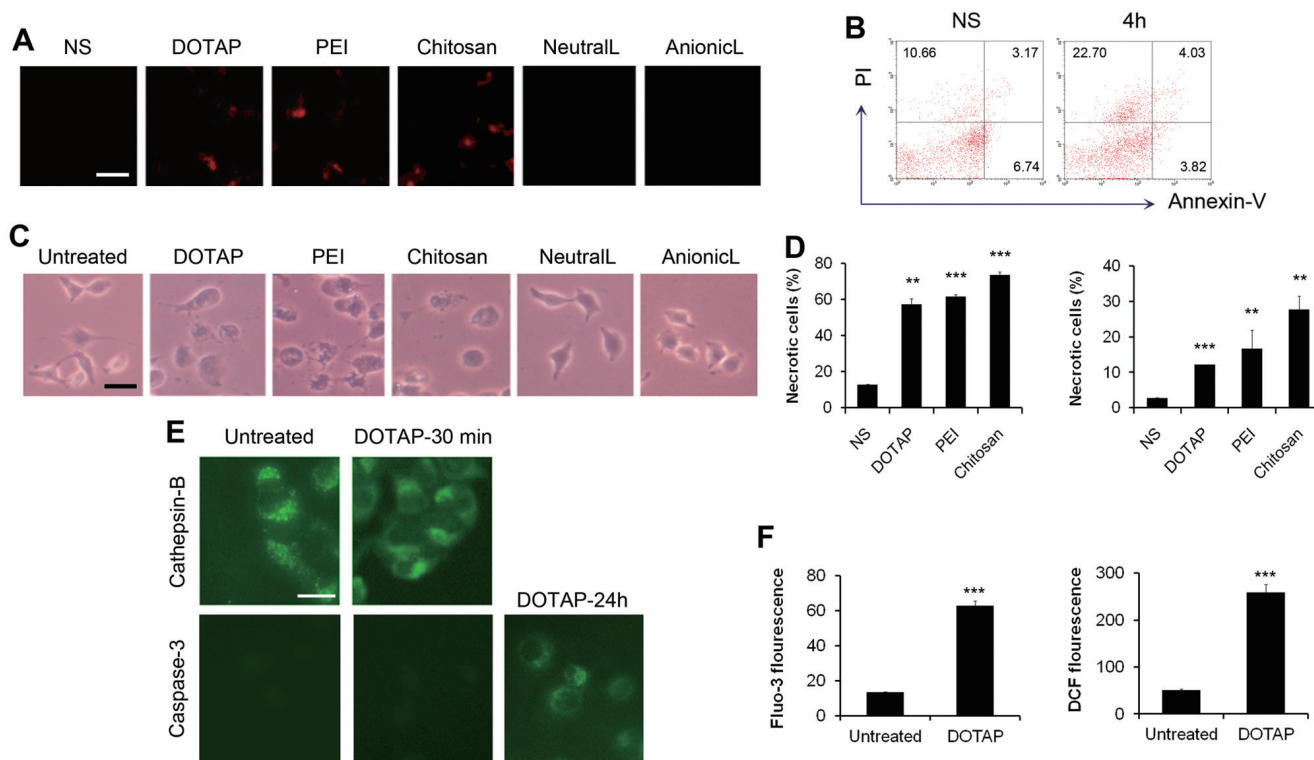 A
NS DOTAP PEI Chitosan NeutralL AnionicL
B
NS 4h
PI
10.66 3.17
6.74
22.70 4.03
3.82
Annexin-V
C
Untreated DOTAP PEI Chitosan NeutralL AnionicL
D
Necrotic cells (%)
80
60
40
20
0
** *** ***
NS DOTAP PEI Chitosan
Necrotic cells (%)
40
30
20
10
0
*** ** **
NS DOTAP PEI Chitosan
E
Untreated DOTAP-30 min
Cathepsin-B
DOTAP-24h
Caspase-3
F
Fluo-3 flourescence
80
60
40
20
0
***
Untreated DOTAP
DCF flourescence
300
200
100
50
0
***
Untreated DOTAP